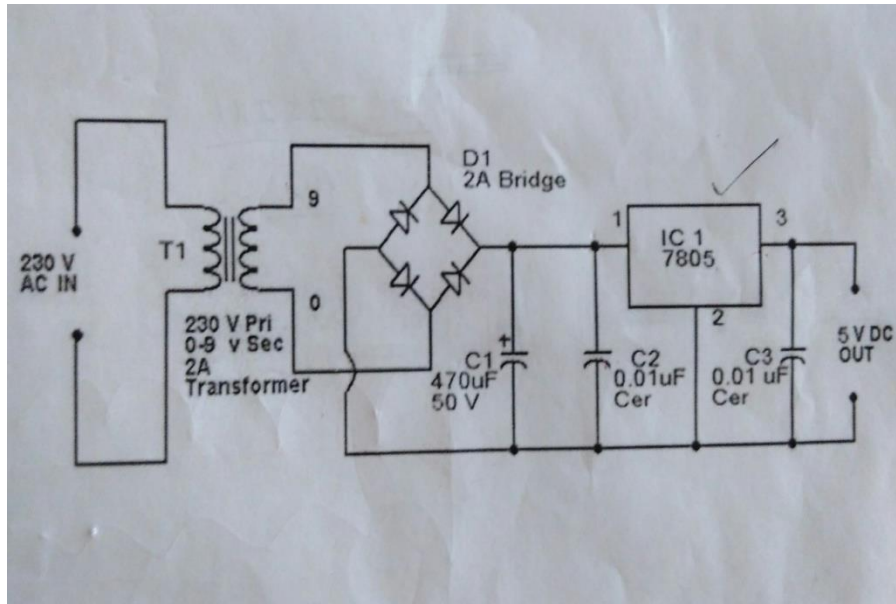 230 V
AC IN
T1
9
0
230 V Pri
0-9 v Sec
2A
Transformer
D1
2A Bridge
+
C1
470uF
50 V
C2
0.01uF
Cer
1
IC 1
7805
2
3
C3
0.01 uF
Cer
5 V DC
OUT